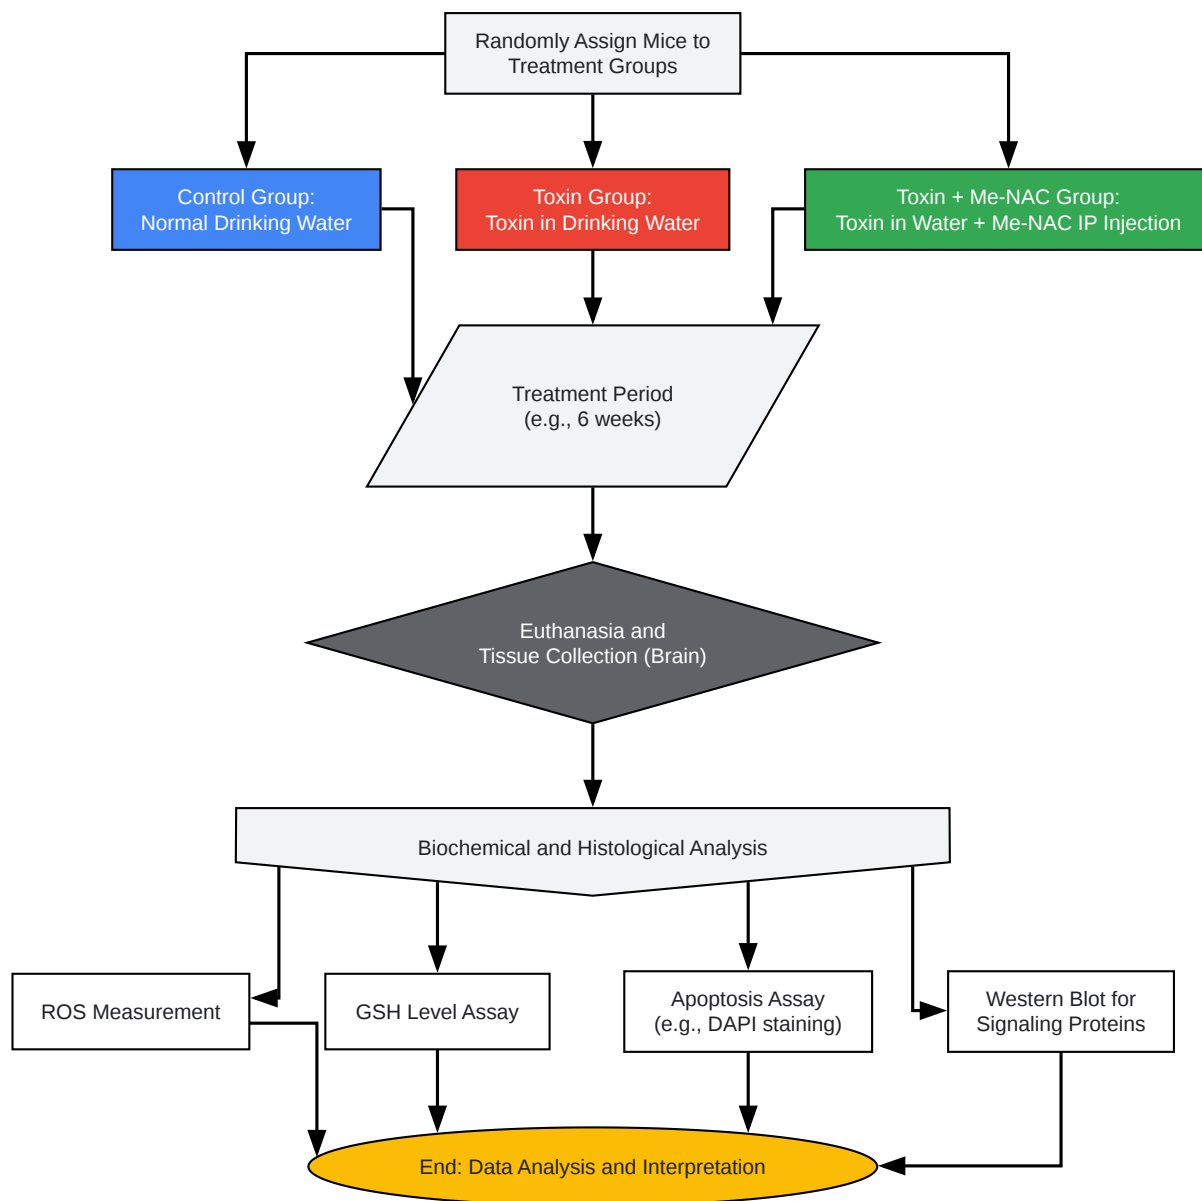 Randomly Assign Mice to
Treatment Groups
Control Group:
Normal Drinking Water
Toxin Group:
Toxin in Drinking Water
Toxin + Me-NAC Group:
Toxin in Water + Me-NAC IP Injection
Treatment Period
(e.g., 6 weeks)
Euthanasia and
Tissue Collection (Brain)
Biochemical and Histological Analysis
ROS Measurement
GSH Level Assay
Apoptosis Assay
(e.g., DAPI staining)
Western Blot for
Signaling Proteins
End: Data Analysis and Interpretation